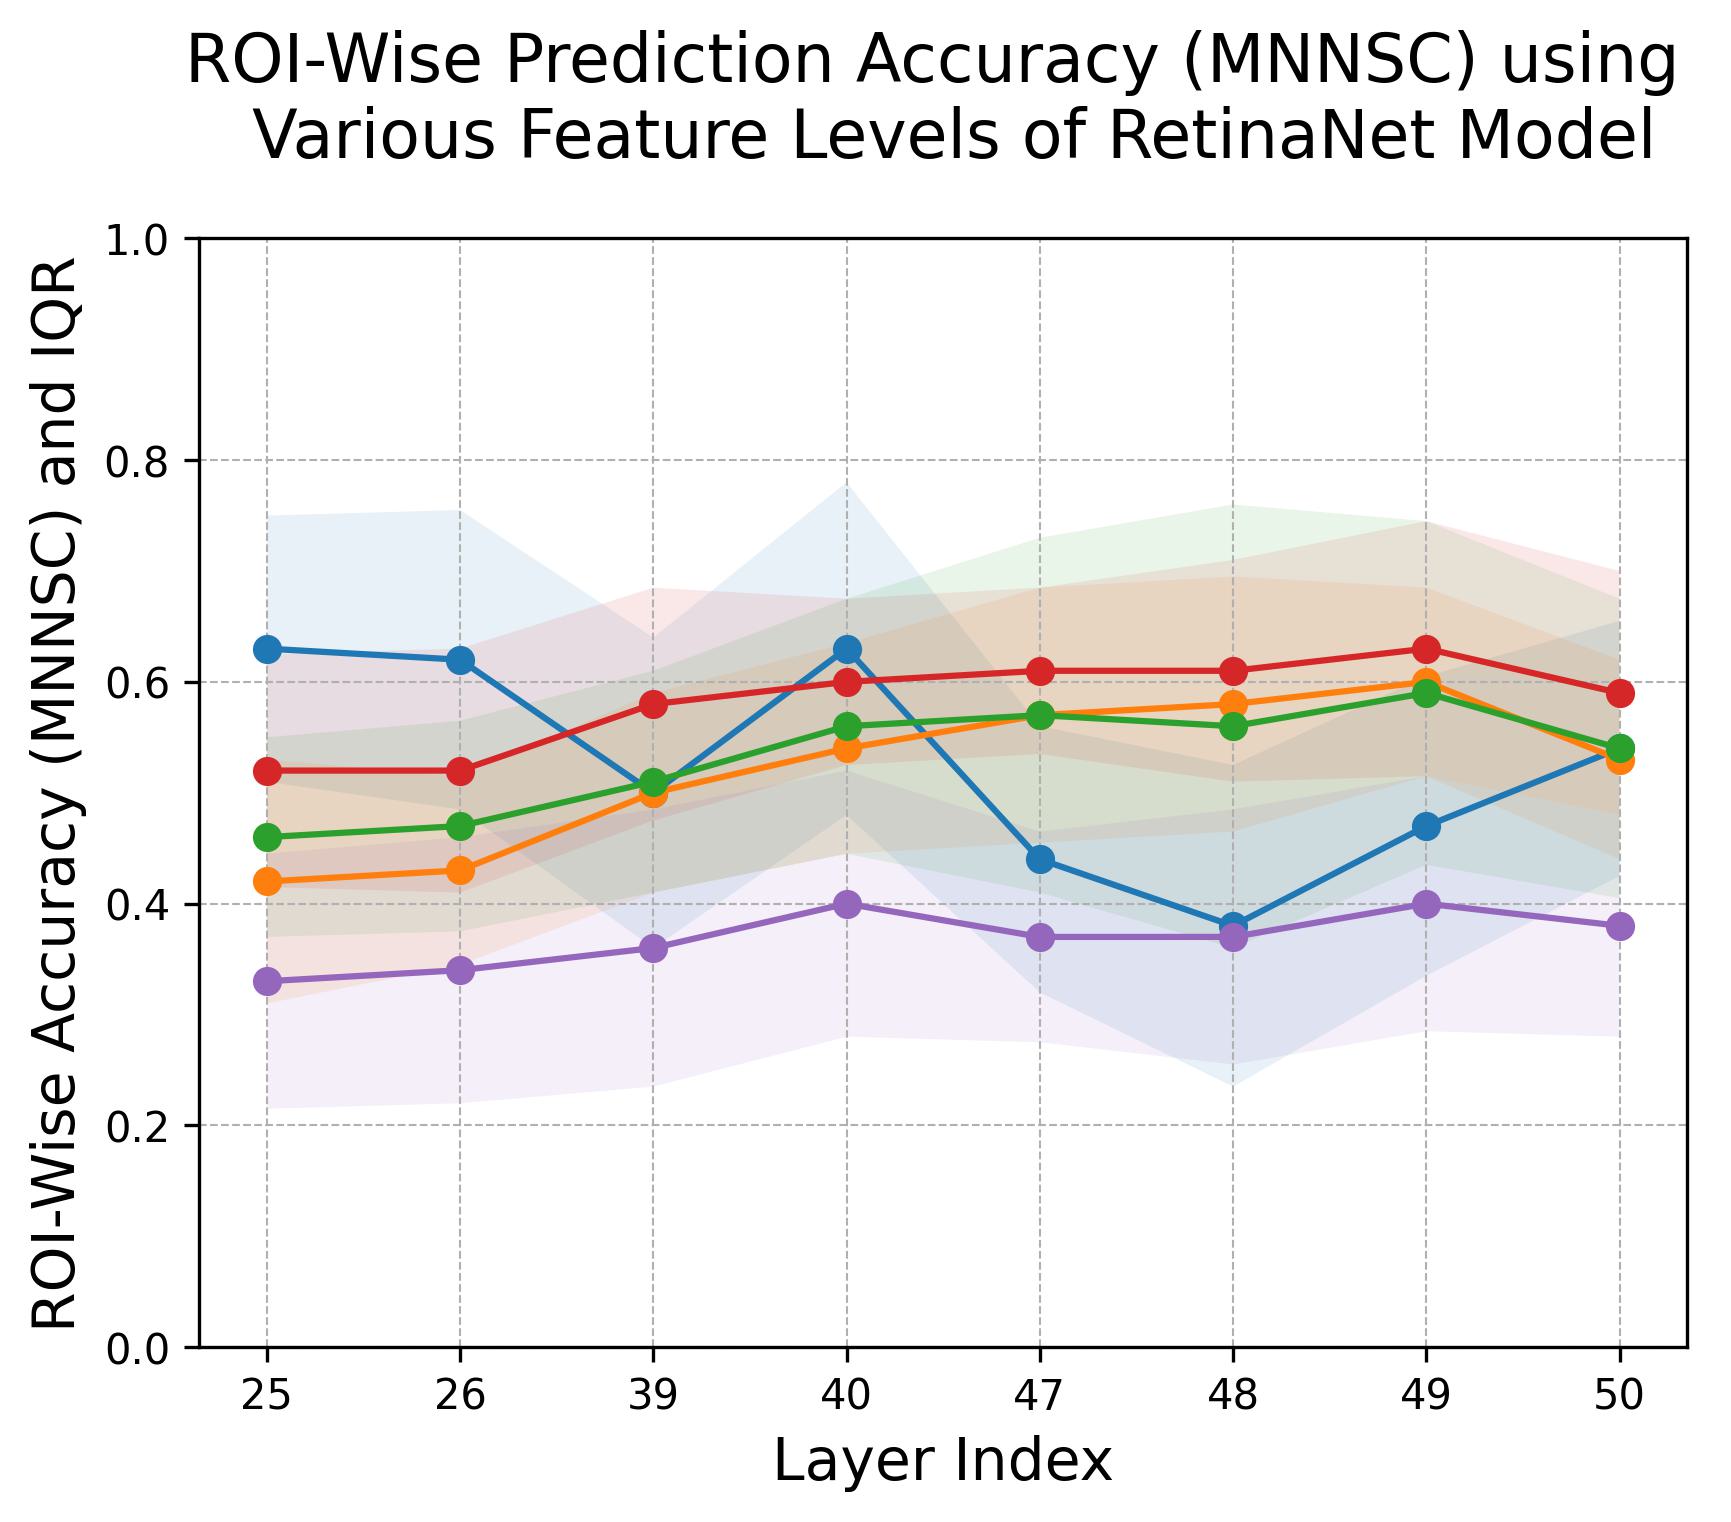 ROI-Wise Prediction Accuracy (MNNSC) using
Various Feature Levels of RetinaNet Model
ROI-Wise Accuracy (MNNSC) and IQR
1.0
0.8
0.6
0.4
0.2
0.0
25 26 39 40 47 48 49 50
Layer Index